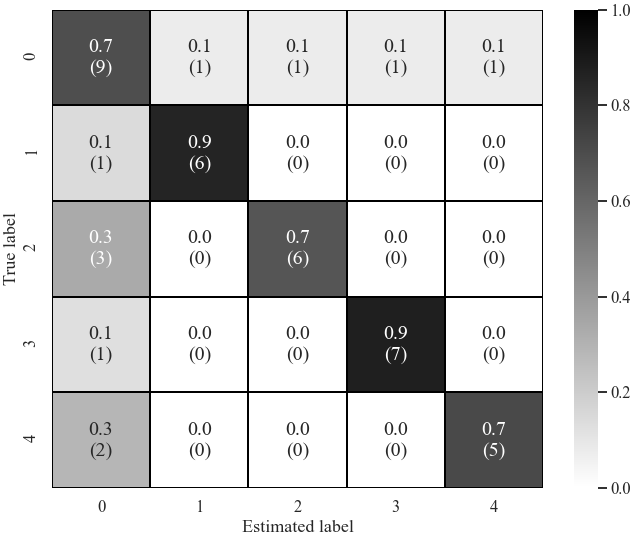 0.7 0.1 0.1 0.1 0.1
(9) (1) (1) (1) (1)
0
0.1 0.9 0.0 0.0 0.0
(1) (6) (0) (0) (0)
1
0.3 0.0 0.7 0.0 0.0
(3) (0) (6) (0) (0)
2
0.1 0.0 0.0 0.9 0.0
(1) (0) (0) (7) (0)
3
0.3 0.0 0.0 0.0 0.7
(2) (0) (0) (0) (5)
4
True label
0 1 2 3 4
Estimated label
1.0
0.8
0.6
0.4
0.2
0.0